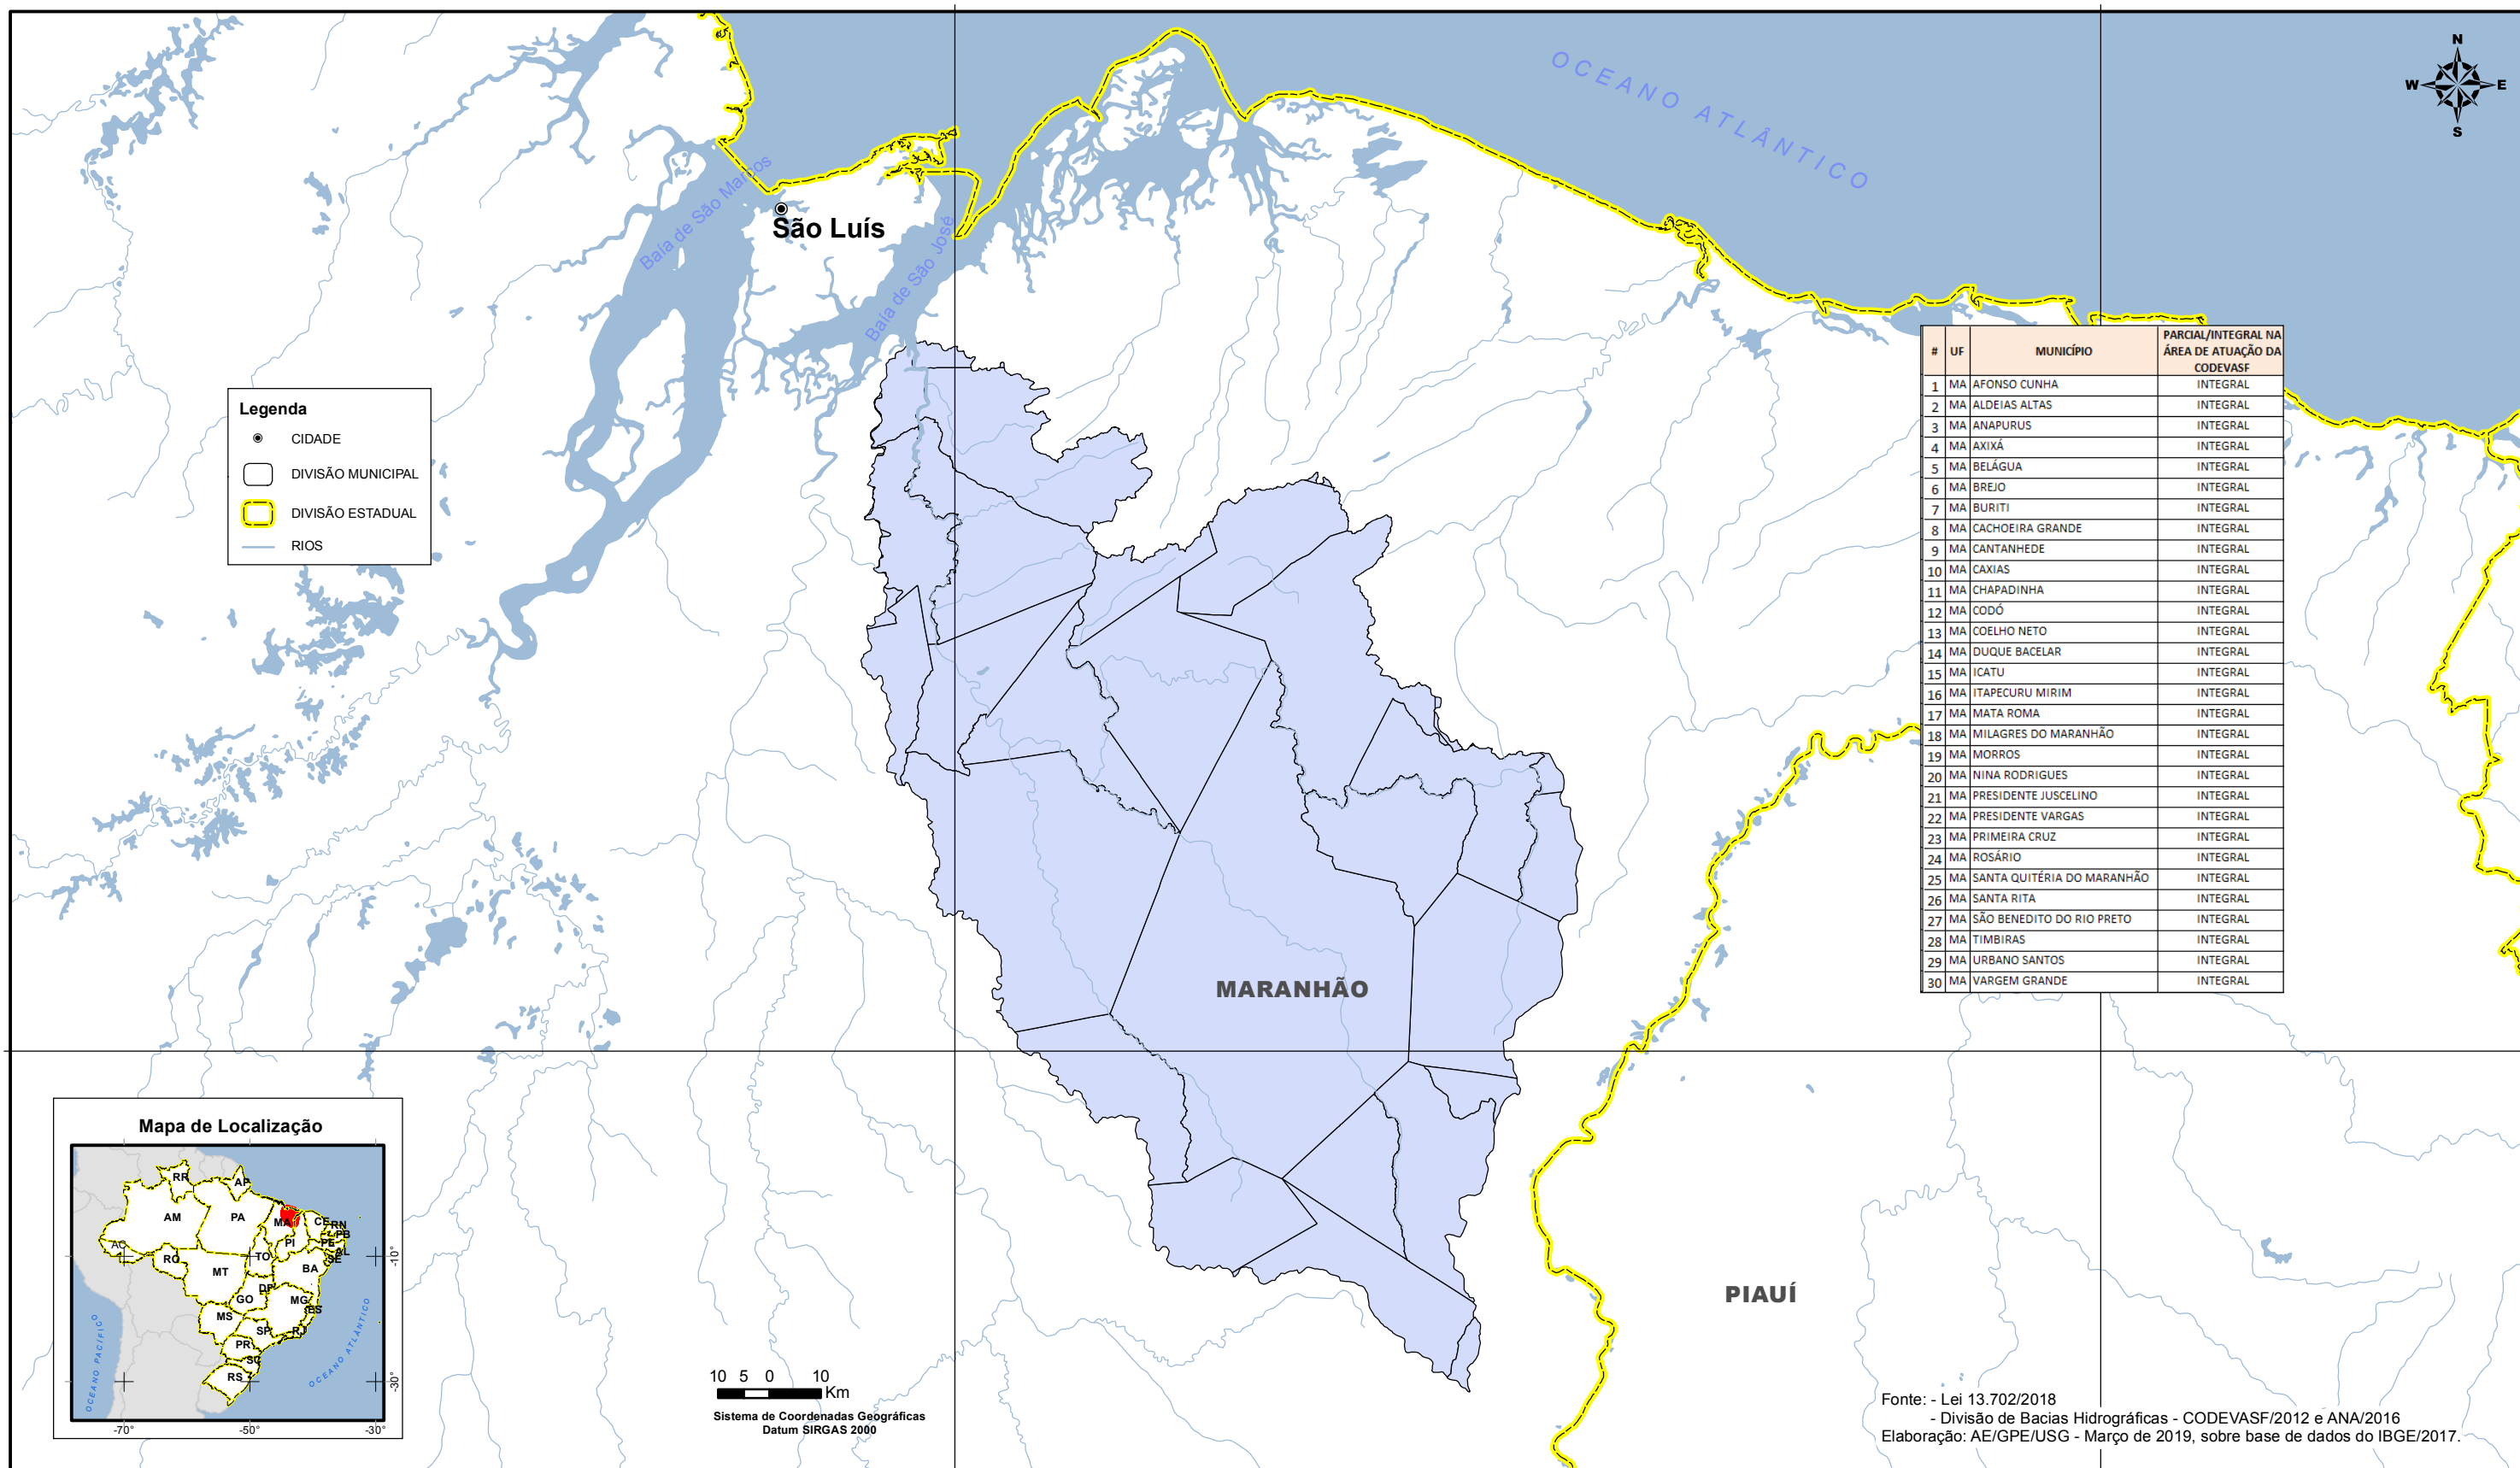 OCEANO ATLÂNTICO
N
W
E
S
Baía de São Marcos
São Luís
Baía de São José
Legenda
CIDADE
DIVISÃO MUNICIPAL
DIVISÃO ESTADUAL
RIOS
# UF MUNICÍPIO PARCIAL/INTEGRAL NA
ÁREA DE ATUAÇÃO DA
CODEVASF
1 MA AFONSO CUNHA INTEGRAL
2 MA ALDEIAS ALTAS INTEGRAL
3 MA ANAPURUS INTEGRAL
4 MA AXIXÁ INTEGRAL
5 MA BELÁGUA INTEGRAL
6 MA BREJO INTEGRAL
7 MA BURITI INTEGRAL
8 MA CACHOEIRA GRANDE INTEGRAL
9 MA CANTANHEDE INTEGRAL
10 MA CAXIAS INTEGRAL
11 MA CHAPADINHA INTEGRAL
12 MA CODÓ INTEGRAL
13 MA COELHO NETO INTEGRAL
14 MA DUQUE BACELAR INTEGRAL
15 MA ICATU INTEGRAL
16 MA ITAPECURU MIRIM INTEGRAL
17 MA MATA ROMA INTEGRAL
18 MA MILAGRES DO MARANHÃO INTEGRAL
19 MA MORROS INTEGRAL
20 MA NINA RODRIGUES INTEGRAL
21 MA PRESIDENTE JUSCELINO INTEGRAL
22 MA PRESIDENTE VARGAS INTEGRAL
23 MA PRIMEIRA CRUZ INTEGRAL
24 MA ROSÁRIO INTEGRAL
25 MA SANTA QUITÉRIA DO MARANHÃO INTEGRAL
26 MA SANTA RITA INTEGRAL
27 MA SÃO BENEDITO DO RIO PRETO INTEGRAL
28 MA TIMBIRAS INTEGRAL
29 MA URBANO SANTOS INTEGRAL
30 MA VARGEM GRANDE INTEGRAL
MARANHÃO
PIAUÍ
Mapa de Localização
RR
AP
AM
PA
MA
CE
RN
PB
PE
AL
SE
PI
AC
RO
TO
MT
BA
DF
GO
MG
ES
MS
SP
RJ
PR
SC
RS
OCEANO PACÍFICO
OCEANO ATLÂNTICO
-10°
-30°
-70°
-50°
-30°
10 5 0 10
Km
Sistema de Coordenadas Geográficas
Datum SIRGAS 2000
Fonte: - Lei 13.702/2018
- Divisão de Bacias Hidrográficas - CODEVASF/2012 e ANA/2016
Elaboração: AE/GPE/USG - Março de 2019, sobre base de dados do IBGE/2017.